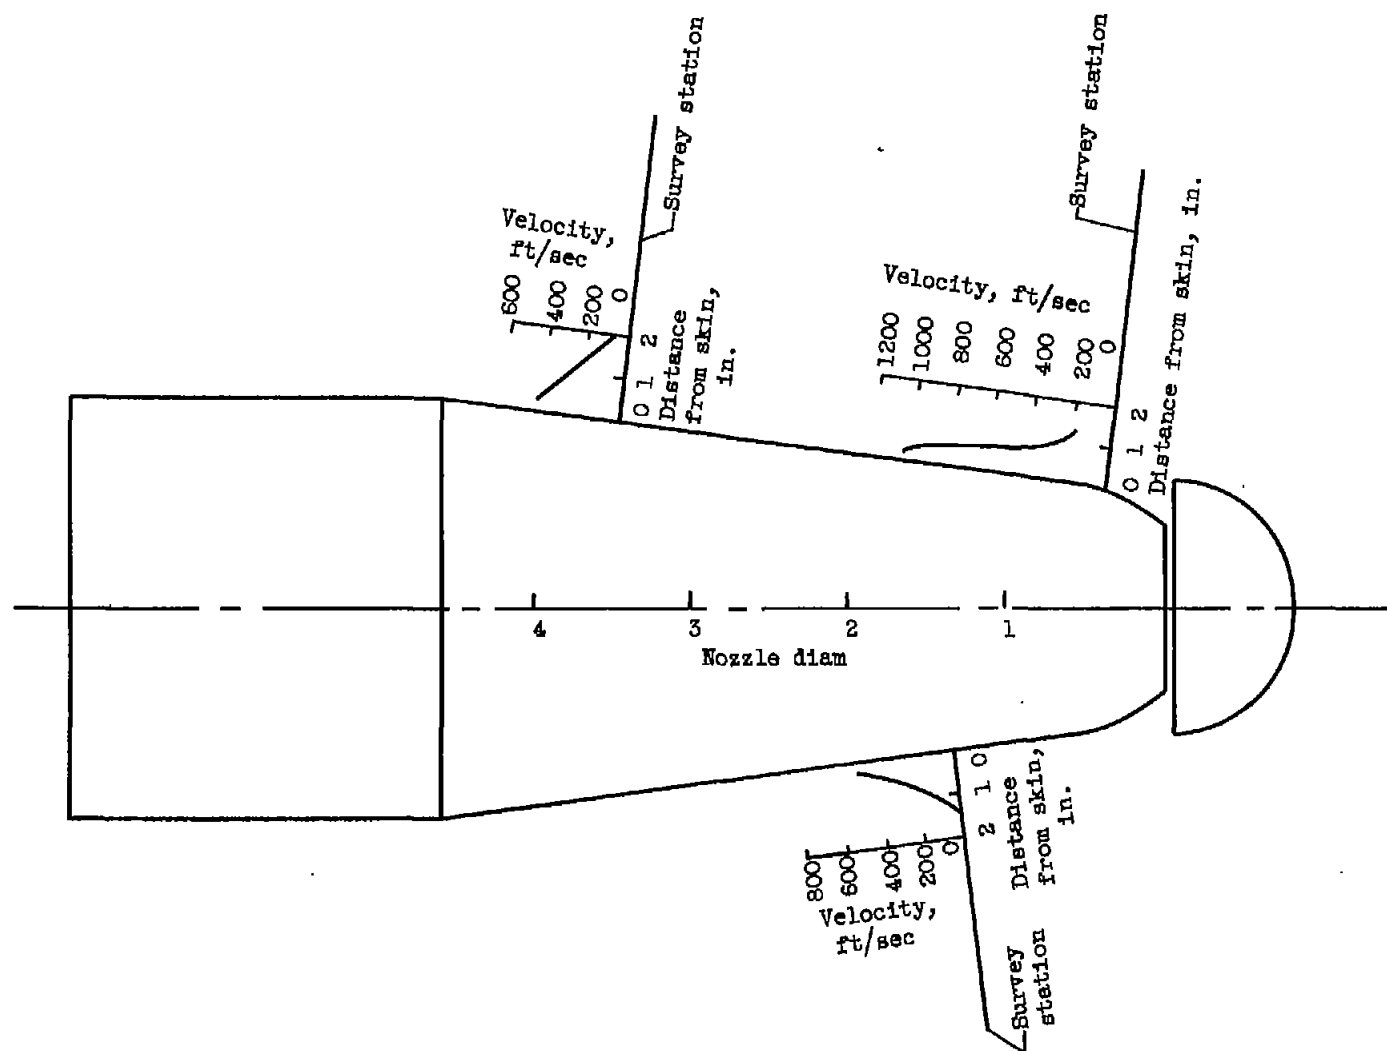 Survey station
Velocity,
ft/sec
600
400
200
0
0 1 2
Distance
from skin,
in.
Survey station
Velocity, ft/sec
1200
1000
800
600
400
200
0
0 1 2
Distance from skin, in.
4
3
2
1
Nozzle diam
800
600
400
200
0
Velocity,
ft/sec
2 1 0
Distance
from skin,
in.
Survey
station